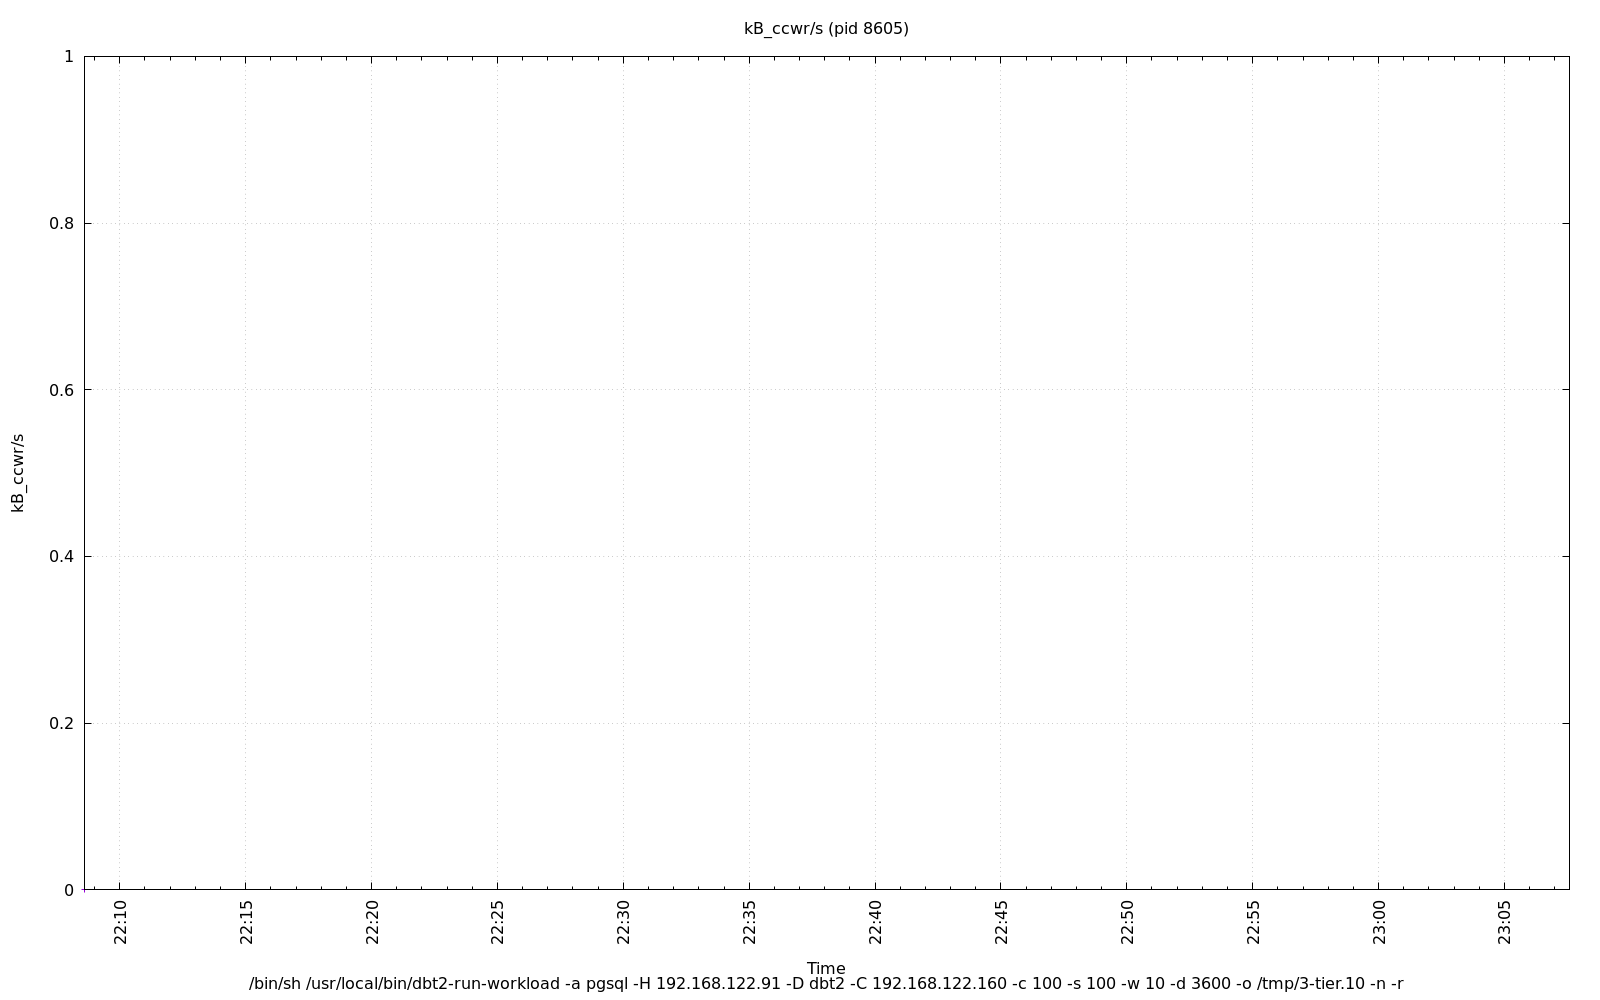 kB_ccwr/s (pid 8605)
1
0.8
0.6
0.4
0.2
0
kB_ccwr/s
22:10 22:15 22:20 22:25 22:30 22:35 22:40 22:45 22:50 22:55 23:00 23:05
Time
/bin/sh /usr/local/bin/dbt2-run-workload -a pgsql -H 192.168.122.91 -D dbt2 -C 192.168.122.160 -c 100 -s 100 -w 10 -d 3600 -o /tmp/3-tier.10 -n -r